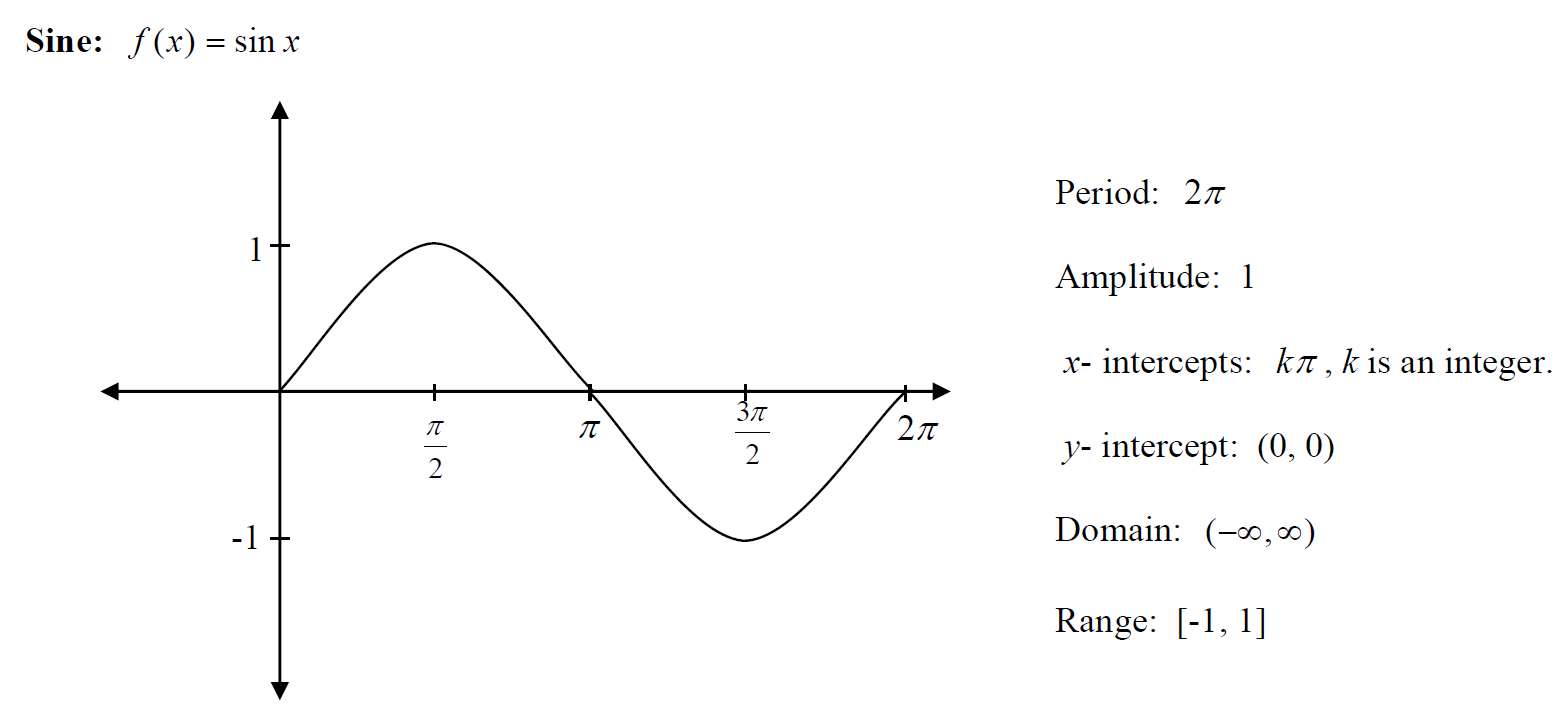 Sine: f(x) = sin x
1
-1
π/2
π
3π/2
2π
Period: 2π
Amplitude: 1
x- intercepts: kπ, k is an integer.
y- intercept: (0, 0)
Domain: (−∞, ∞)
Range: [-1, 1]